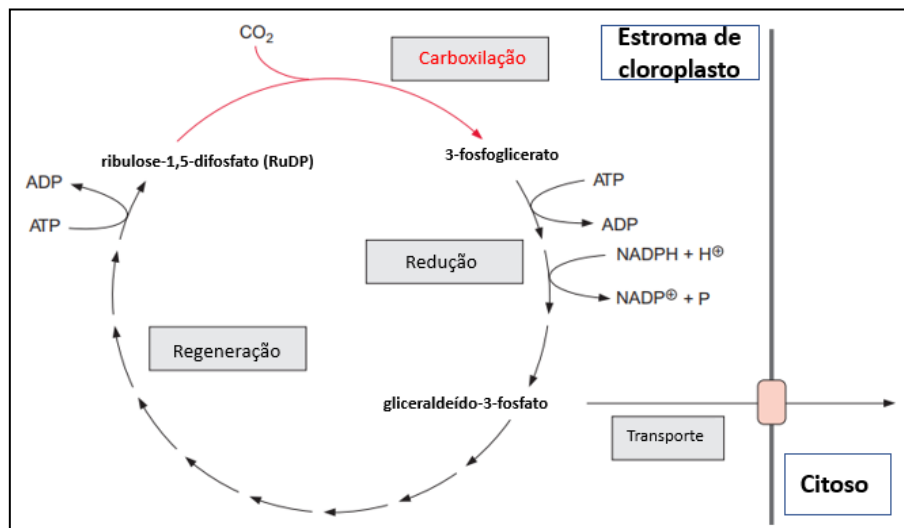 CO₂
Carboxilação
Estroma de
cloroplasto
ribulose-1,5-difosfato (RuDP)
3-fosfoglicerato
ADP
ATP
ATP
ADP
Redução
NADPH + H⊕
NADP⊕ + P
Regeneração
gliceraldeído-3-fosfato
Transporte
Citoso